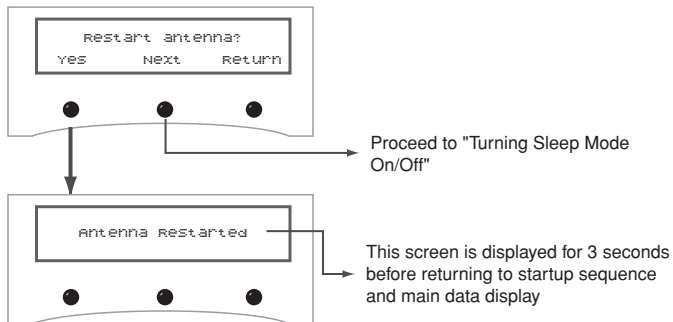 Restart antenna?
Yes Next Return
Proceed to "Turning Sleep Mode
On/Off"
Antenna Restarted
This screen is displayed for 3 seconds
before returning to startup sequence
and main data display